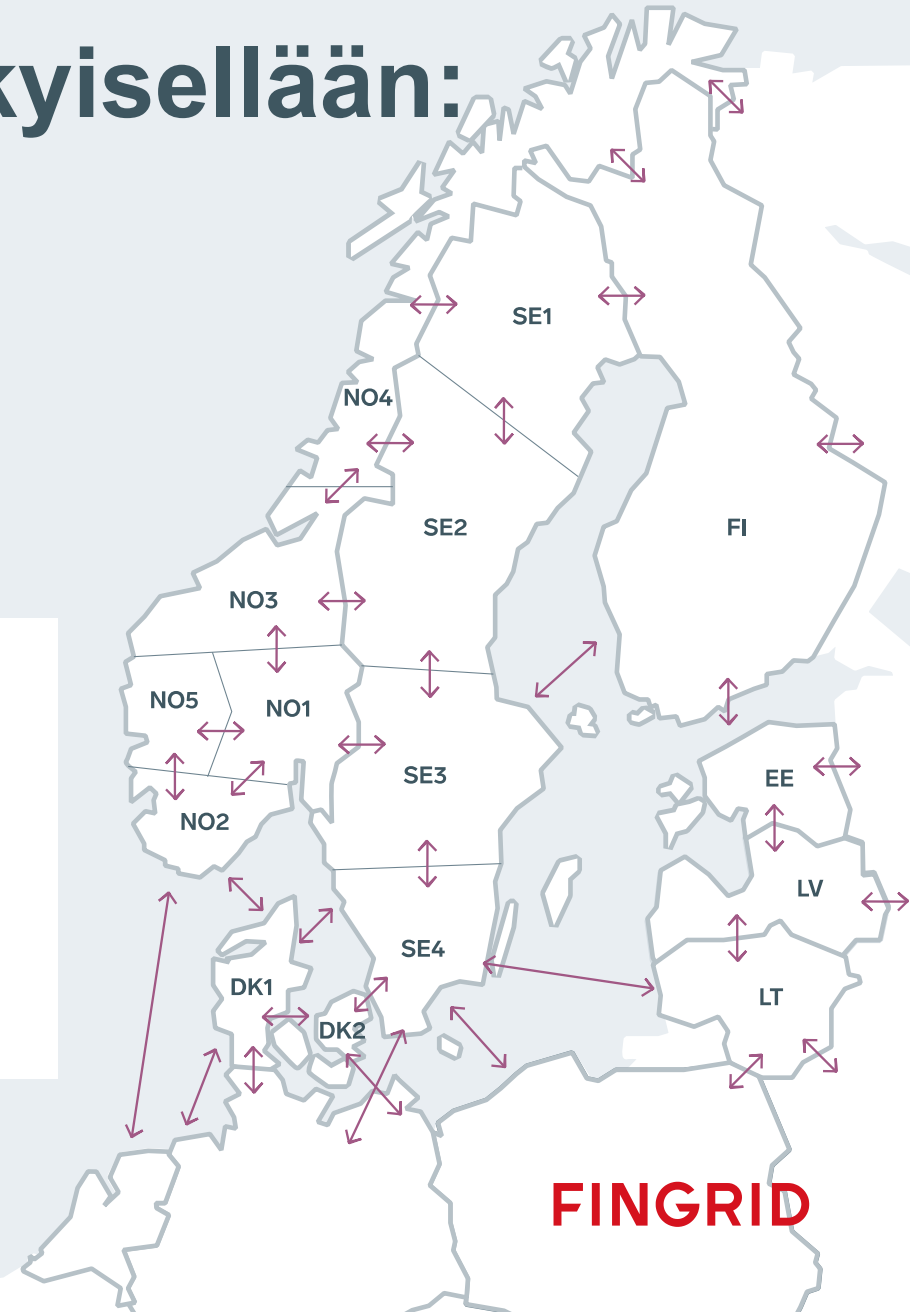 kyisellään:
SE1
NO4
SE2
FI
NO3
NO5
NO1
SE3
EE
NO2
LV
SE4
DK1
LT
DK2
FINGRID